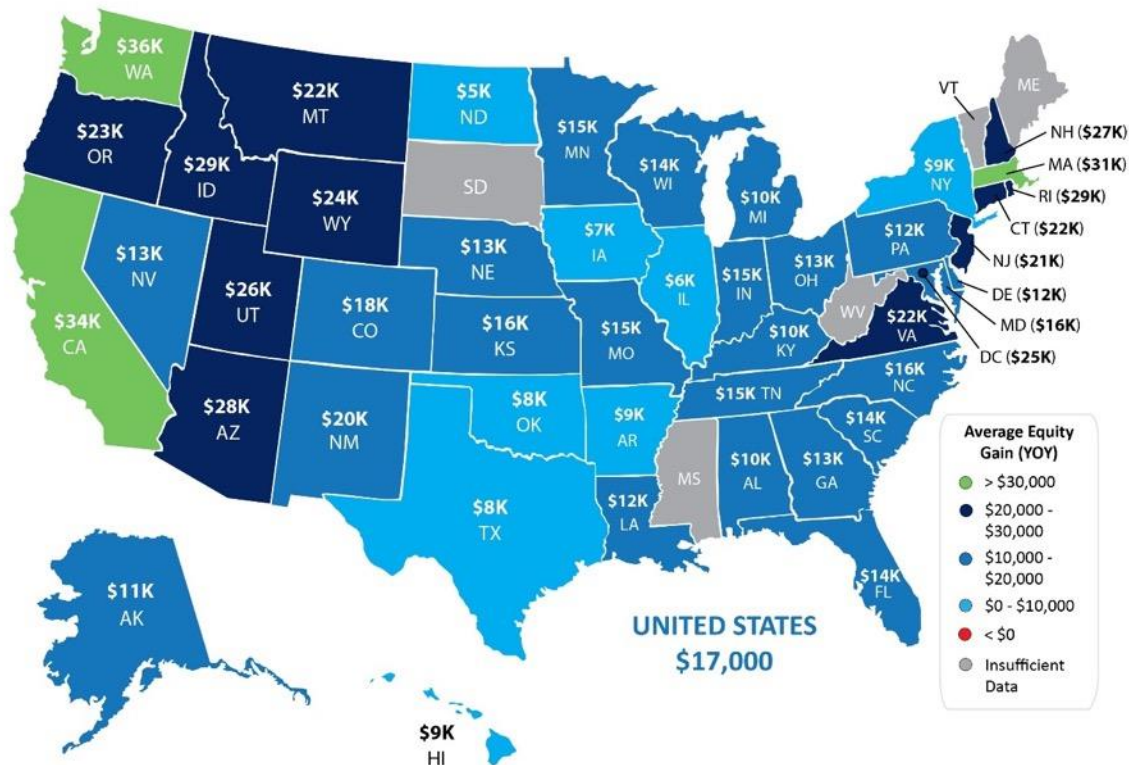 $36K
WA
$23K
OR
$29K
ID
$22K
MT
$5K
ND
$15K
MN
$14K
WI
$10K
MI
$9K
NY
VT
ME
NH ($27K)
MA ($31K)
RI ($29K)
CT ($22K)
NJ ($21K)
DE ($12K)
MD ($16K)
DC ($25K)
$24K
WY
SD
$7K
IA
$12K
PA
$34K
CA
$13K
NV
$26K
UT
$18K
CO
$13K
NE
$16K
KS
$15K
MO
$6K
IL
$15K
IN
$13K
OH
$10K
KY
WV
$22K
VA
$28K
AZ
$20K
NM
$8K
OK
$9K
AR
$15K TN
$16K
NC
$14K
SC
$8K
TX
$12K
LA
MS
$10K
AL
$13K
GA
$14K
FL
$11K
AK
$9K
HI
UNITED STATES
$17,000
Average Equity
Gain (YOY)
> $30,000
$20,000 -
$30,000
$10,000 -
$20,000
$0 - $10,000
< $0
Insufficient
Data